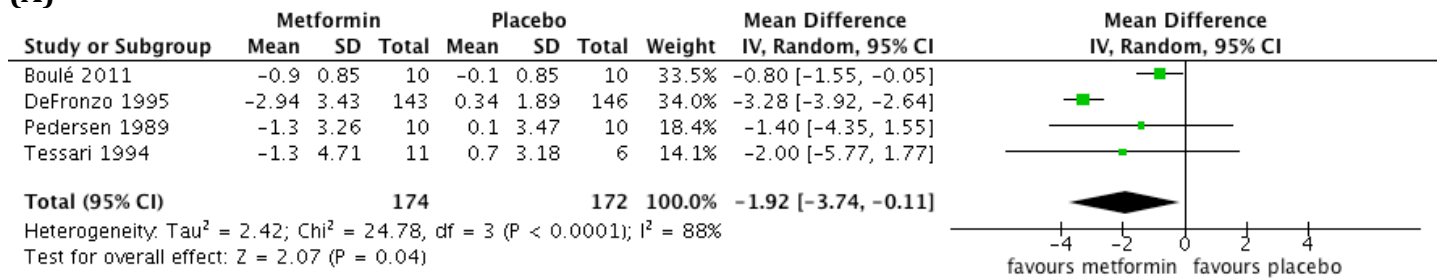 Metformin Placebo Mean Difference Mean Difference
Study or Subgroup Mean SD Total Mean SD Total Weight IV, Random, 95% CI IV, Random, 95% CI
Boulé 2011 −0.9 0.85 10 −0.1 0.85 10 33.5% −0.80 [−1.55, −0.05]
DeFronzo 1995 −2.94 3.43 143 0.34 1.89 146 34.0% −3.28 [−3.92, −2.64]
Pedersen 1989 −1.3 3.26 10 0.1 3.47 10 18.4% −1.40 [−4.35, 1.55]
Tessari 1994 −1.3 4.71 11 0.7 3.18 6 14.1% −2.00 [−5.77, 1.77]
Total (95% CI) 174 172 100.0% −1.92 [−3.74, −0.11]
Heterogeneity: Tau² = 2.42; Chi² = 24.78, df = 3 (P < 0.0001); I² = 88%
Test for overall effect: Z = 2.07 (P = 0.04)
−4 −2 0 2 4
favours metformin favours placebo